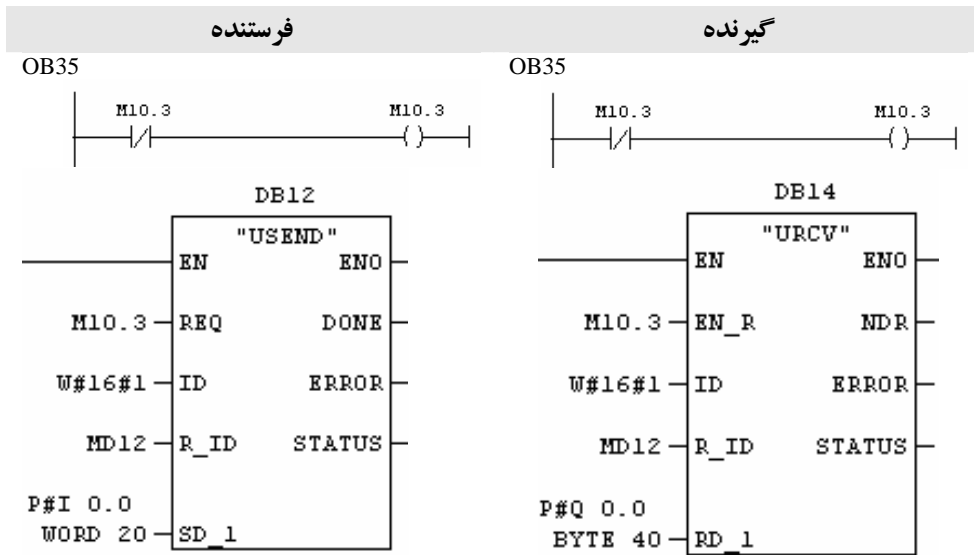 فرستنده
گیرنده
OB35
OB35
M10.3 M10.3
M10.3 M10.3
DB12
"USEND"
EN ENO
M10.3 REQ DONE
W#16#1 ID ERROR
MD12 R_ID STATUS
P#I 0.0
WORD 20 SD_1
DB14
"URCV"
EN ENO
M10.3 EN_R NDR
W#16#1 ID ERROR
MD12 R_ID STATUS
P#Q 0.0
BYTE 40 RD_1